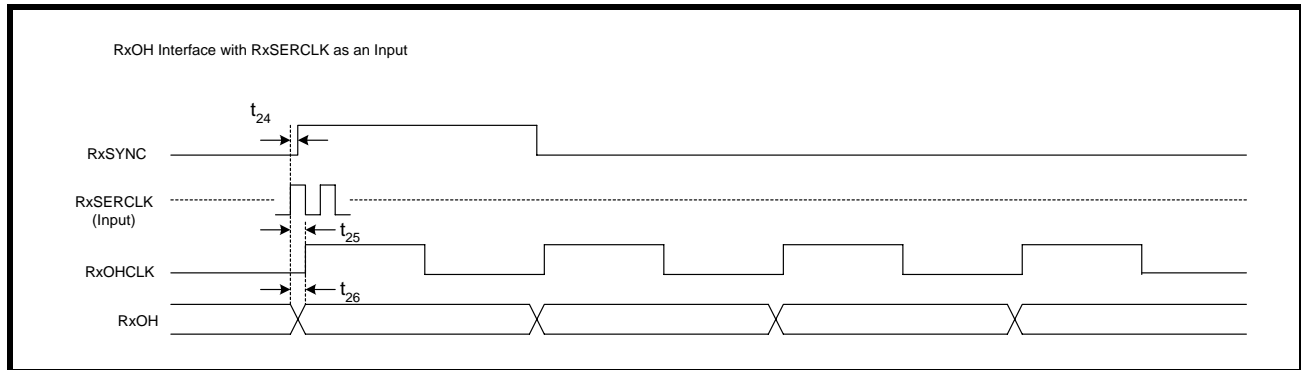 RxOH Interface with RxSERCLK as an Input
t24
RxSYNC
RxSERCLK
(Input)
t25
RxOHCLK
t26
RxOH